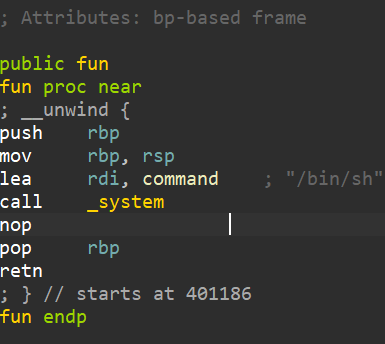 ; Attributes: bp-based frame
public fun
fun proc near
; __unwind {
push rbp
mov rbp, rsp
lea rdi, command ; "/bin/sh"
call _system
nop
pop rbp
retn
; } // starts at 401186
fun endp